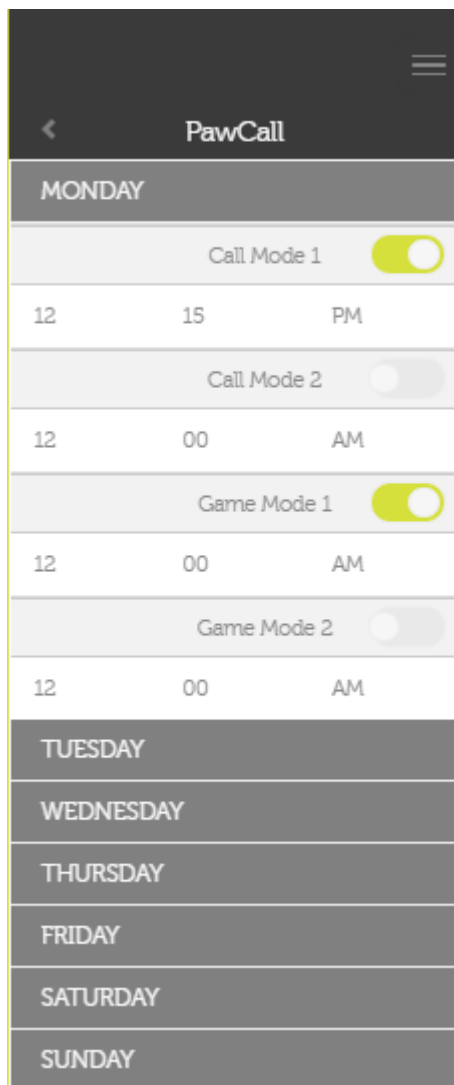 PawCall
MONDAY
Call Mode 1
12 15 PM
Call Mode 2
12 00 AM
Game Mode 1
12 00 AM
Game Mode 2
12 00 AM
TUESDAY
WEDNESDAY
THURSDAY
FRIDAY
SATURDAY
SUNDAY